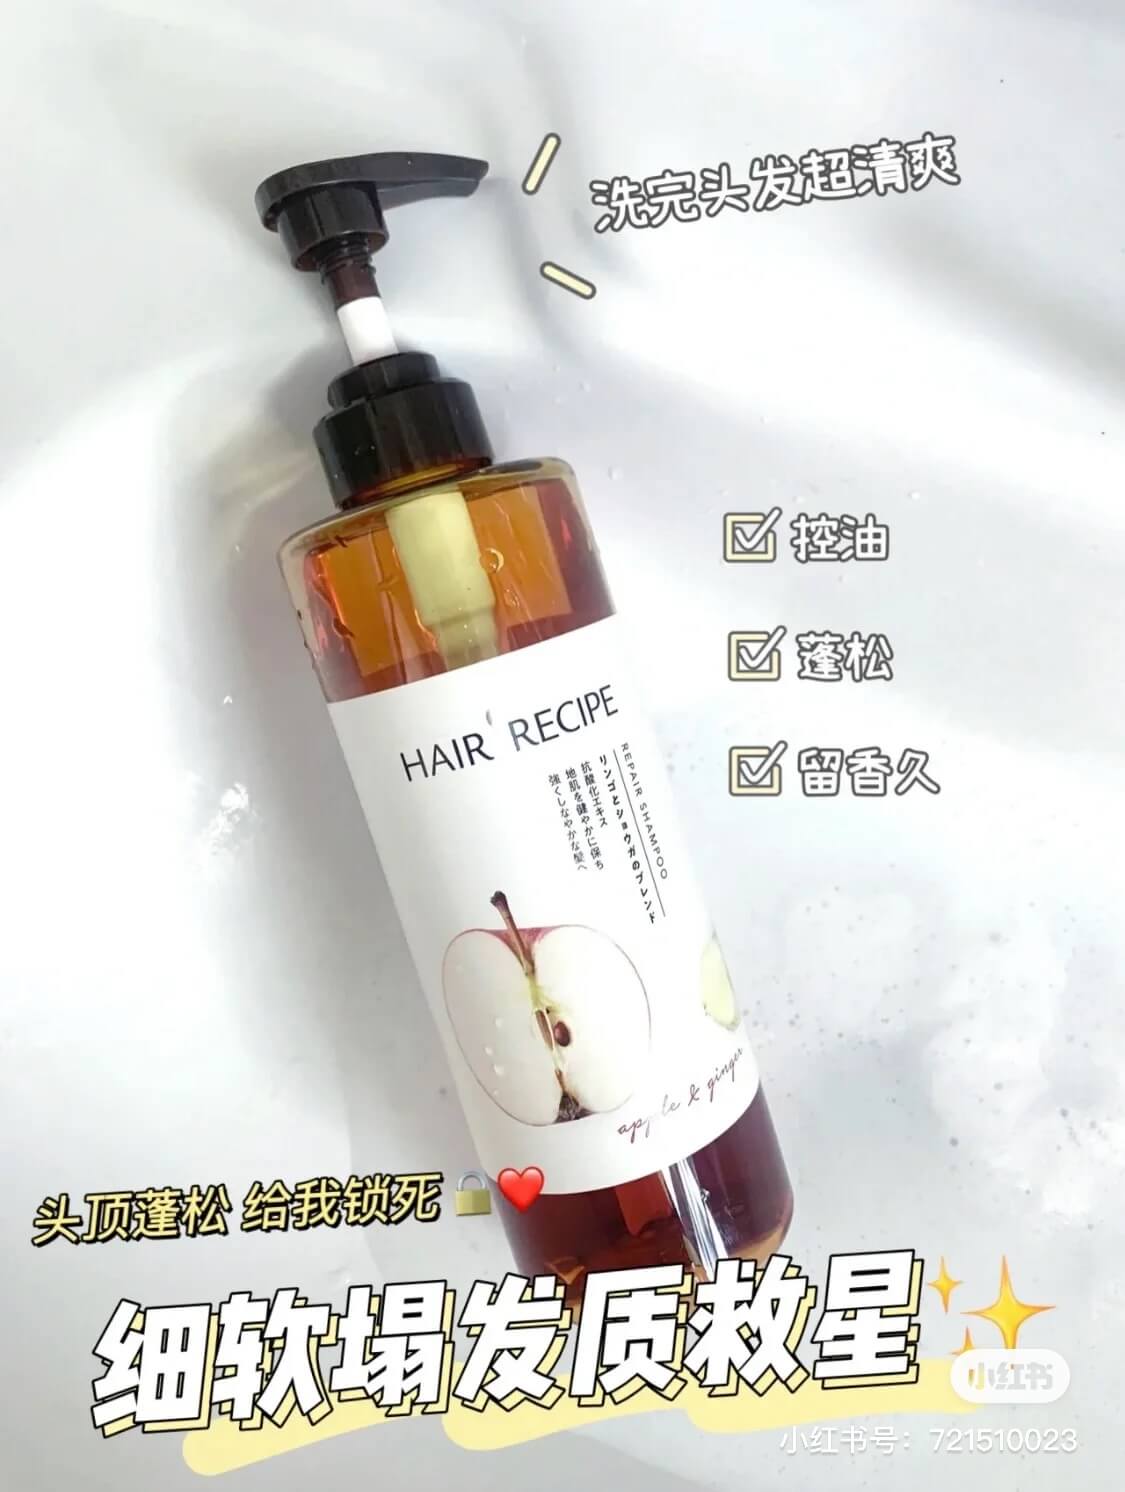 洗完头发超清爽
控油
蓬松
留香久
HAIR RECIPE
REPAIR SHAMPOO
リンゴとショウガのブレンド
抗酸化エキス
地肌を健やかに保ち
強くしなやかな髪へ
apple & ginger
头顶蓬松 给我锁死
细软塌发质救星
小红书
小红书号：721510023